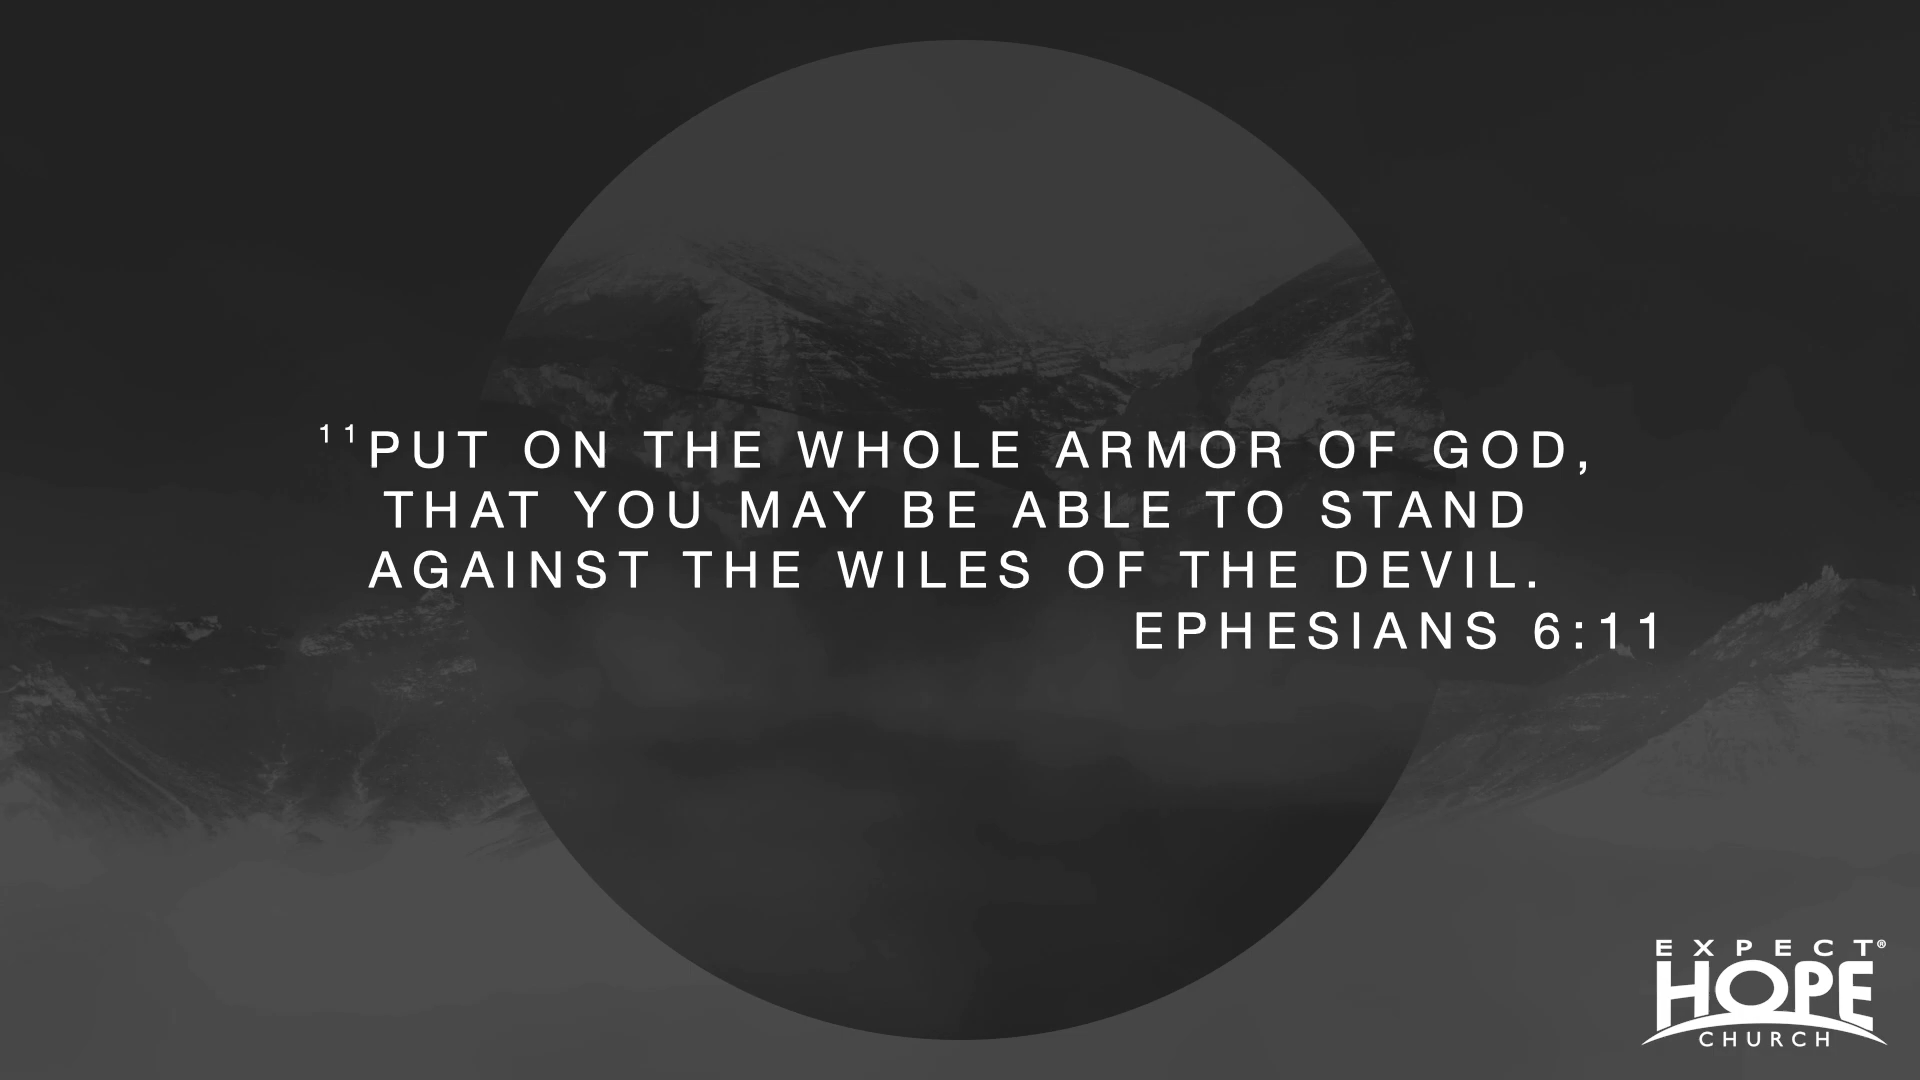 ¹¹PUT ON THE WHOLE ARMOR OF GOD,
THAT YOU MAY BE ABLE TO STAND
AGAINST THE WILES OF THE DEVIL.
EPHESIANS 6:11
EXPECT®
HOPE
CHURCH